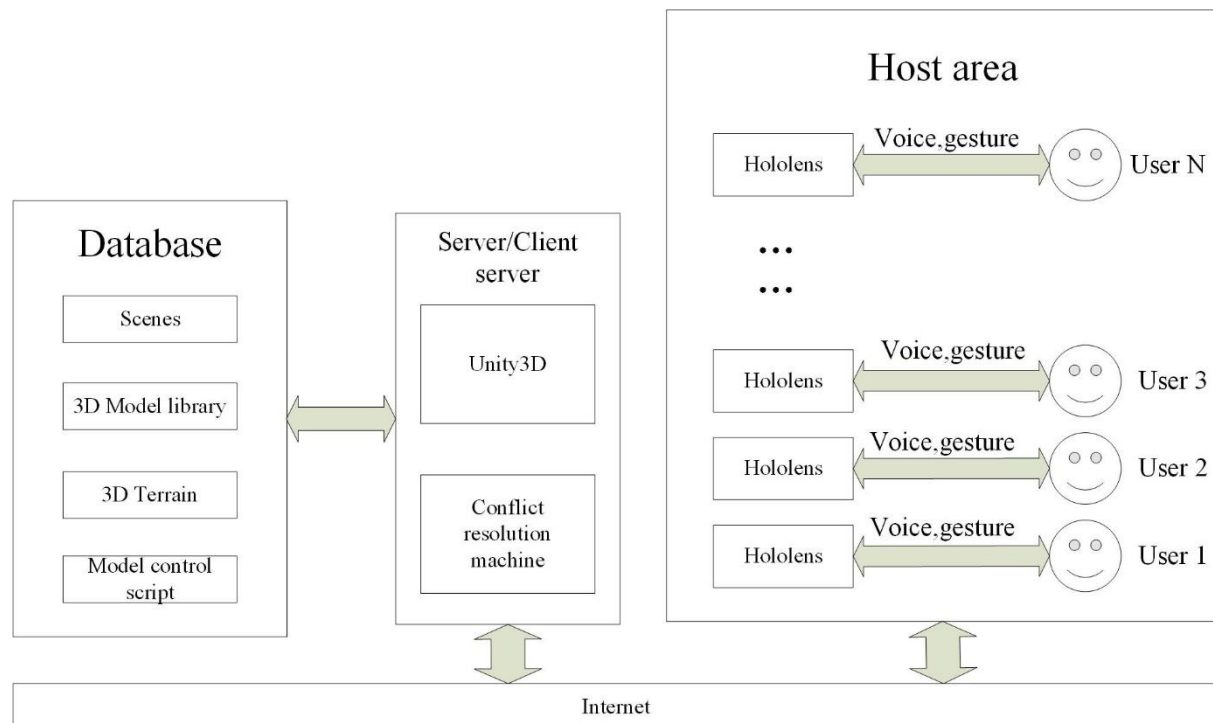 Database
Scenes
3D Model library
3D Terrain
Model control
script
Server/Client
server
Unity3D
Conflict
resolution
machine
Host area
Hololens
Voice,gesture
User N
...
...
Hololens
Voice,gesture
User 3
Hololens
Voice,gesture
User 2
Hololens
Voice,gesture
User 1
Internet